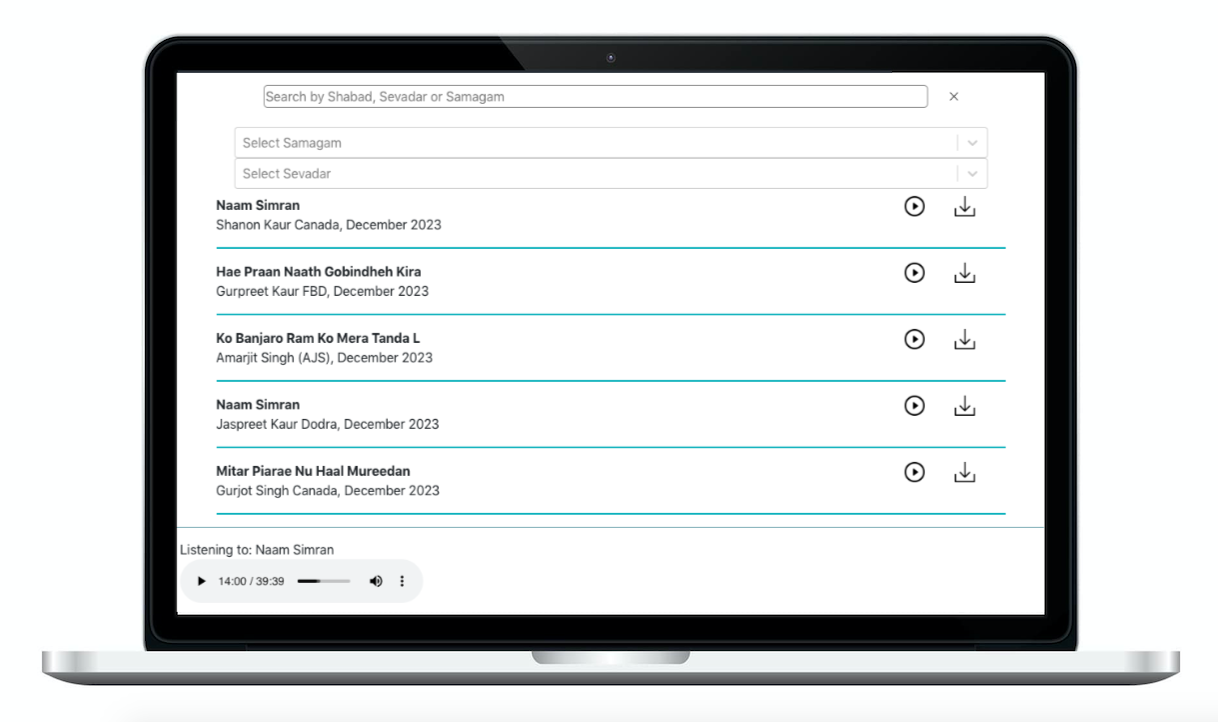 Search by Shabad, Sevadar or Samagam
Select Samagam
Select Sevadar
Naam Simran
Shanon Kaur Canada, December 2023
Hae Praan Naath Gobindheh Kira
Gurpreet Kaur FBD, December 2023
Ko Banjaro Ram Ko Mera Tanda L
Amarjit Singh (AJS), December 2023
Naam Simran
Jaspreet Kaur Dodra, December 2023
Mitar Piarae Nu Haal Mureedan
Gurjot Singh Canada, December 2023
Listening to: Naam Simran
14:00 / 39:39